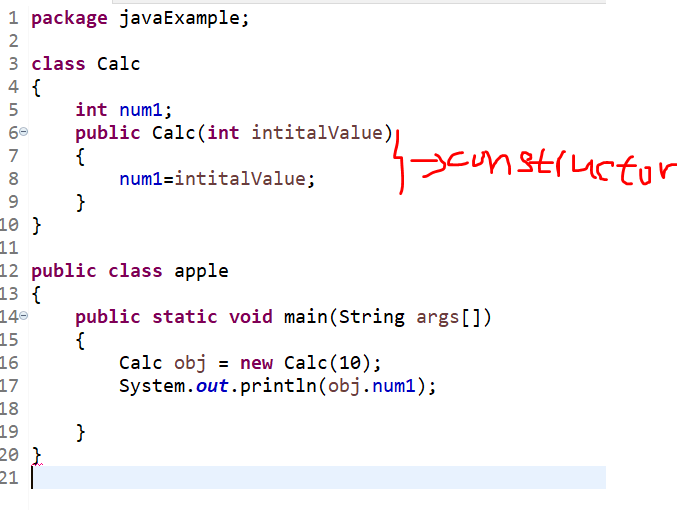 1 package javaExample;
2
3 class Calc
4 {
5 int num1;
6 public Calc(int intitalValue)
7 {
8 num1=intitalValue;
9 }
10 }
11
12 public class apple
13 {
14 public static void main(String args[])
15 {
16 Calc obj = new Calc(10);
17 System.out.println(obj.num1);
18
19 }
20 }
21
} → constructor